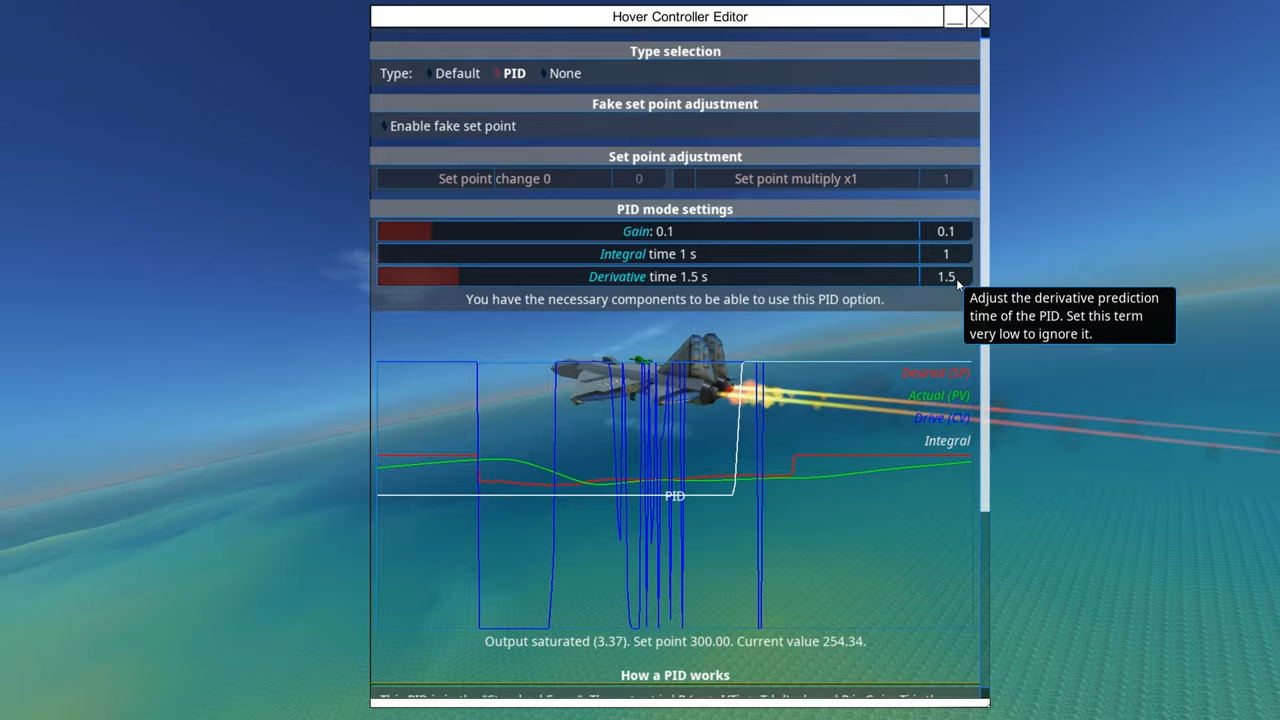 Hover Controller Editor
Type selection
Type: Default PID None
Fake set point adjustment
Enable fake set point
Set point adjustment
Set point change 0 0 Set point multiply x1 1
PID mode settings
Gain: 0.1 0.1
Integral time 1 s 1
Derivative time 1.5 s 1.5
Adjust the derivative prediction
time of the PID. Set this term
very low to ignore it.
You have the necessary components to be able to use this PID option.
Desired (SP)
Actual (PV)
Drive (CV)
Integral
PID
Output saturated (3.37). Set point 300.00. Current value 254.34.
How a PID works